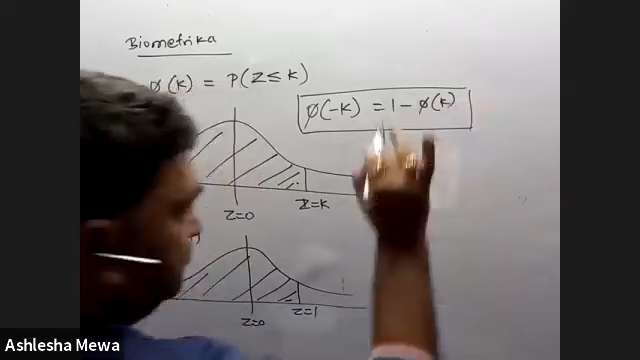 Biometrika
Ø(k) = P(Z≤k)
Ø(-k) = 1 - Ø(k)
Z=0
Z=k
Z=0
Z=1
Ashlesha Mewa